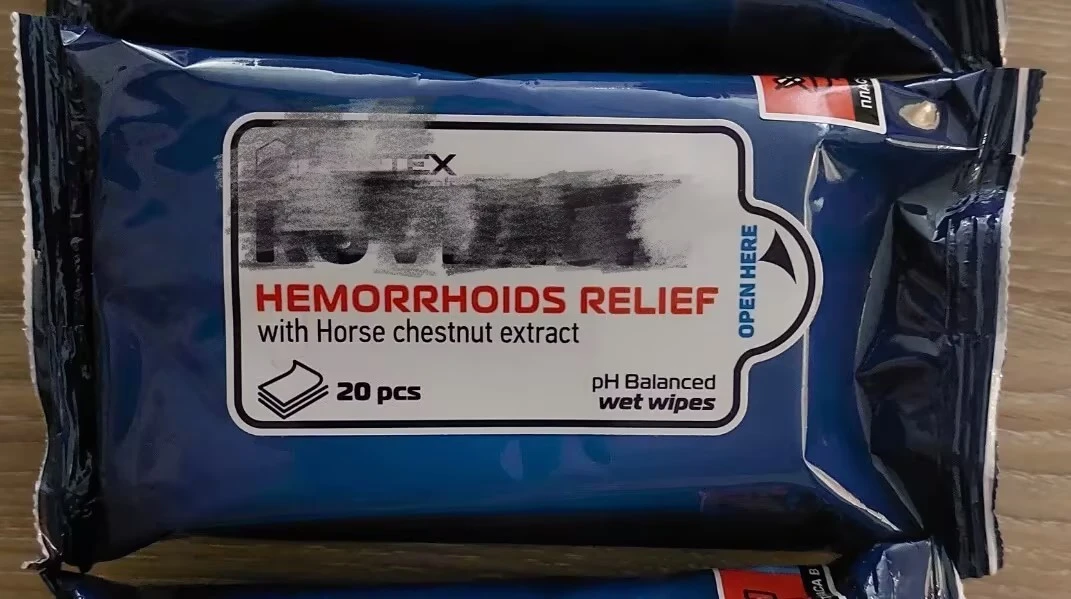 HEMORRHOIDS RELIEF
with Horse chestnut extract
20 pcs
pH Balanced
wet wipes
OPEN HERE